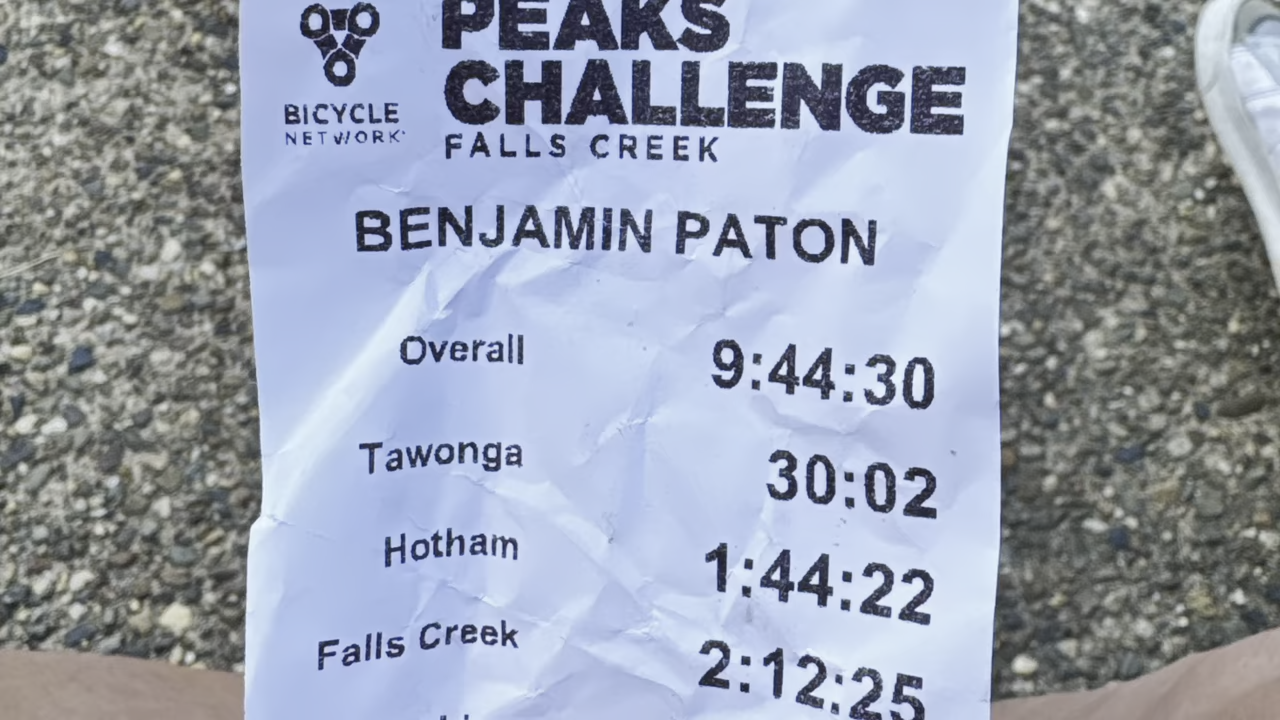 PEAKS
CHALLENGE
FALLS CREEK
BICYCLE
NETWORK
BENJAMIN PATON
Overall 9:44:30
Tawonga 30:02
Hotham 1:44:22
Falls Creek 2:12:25